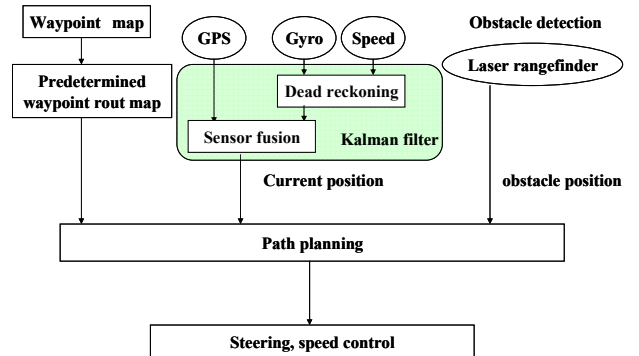 Waypoint map
GPS
Gyro
Speed
Obstacle detection
Predetermined
waypoint rout map
Laser rangefinder
Dead reckoning
Sensor fusion
Kalman filter
Current position
obstacle position
Path planning
Steering, speed control